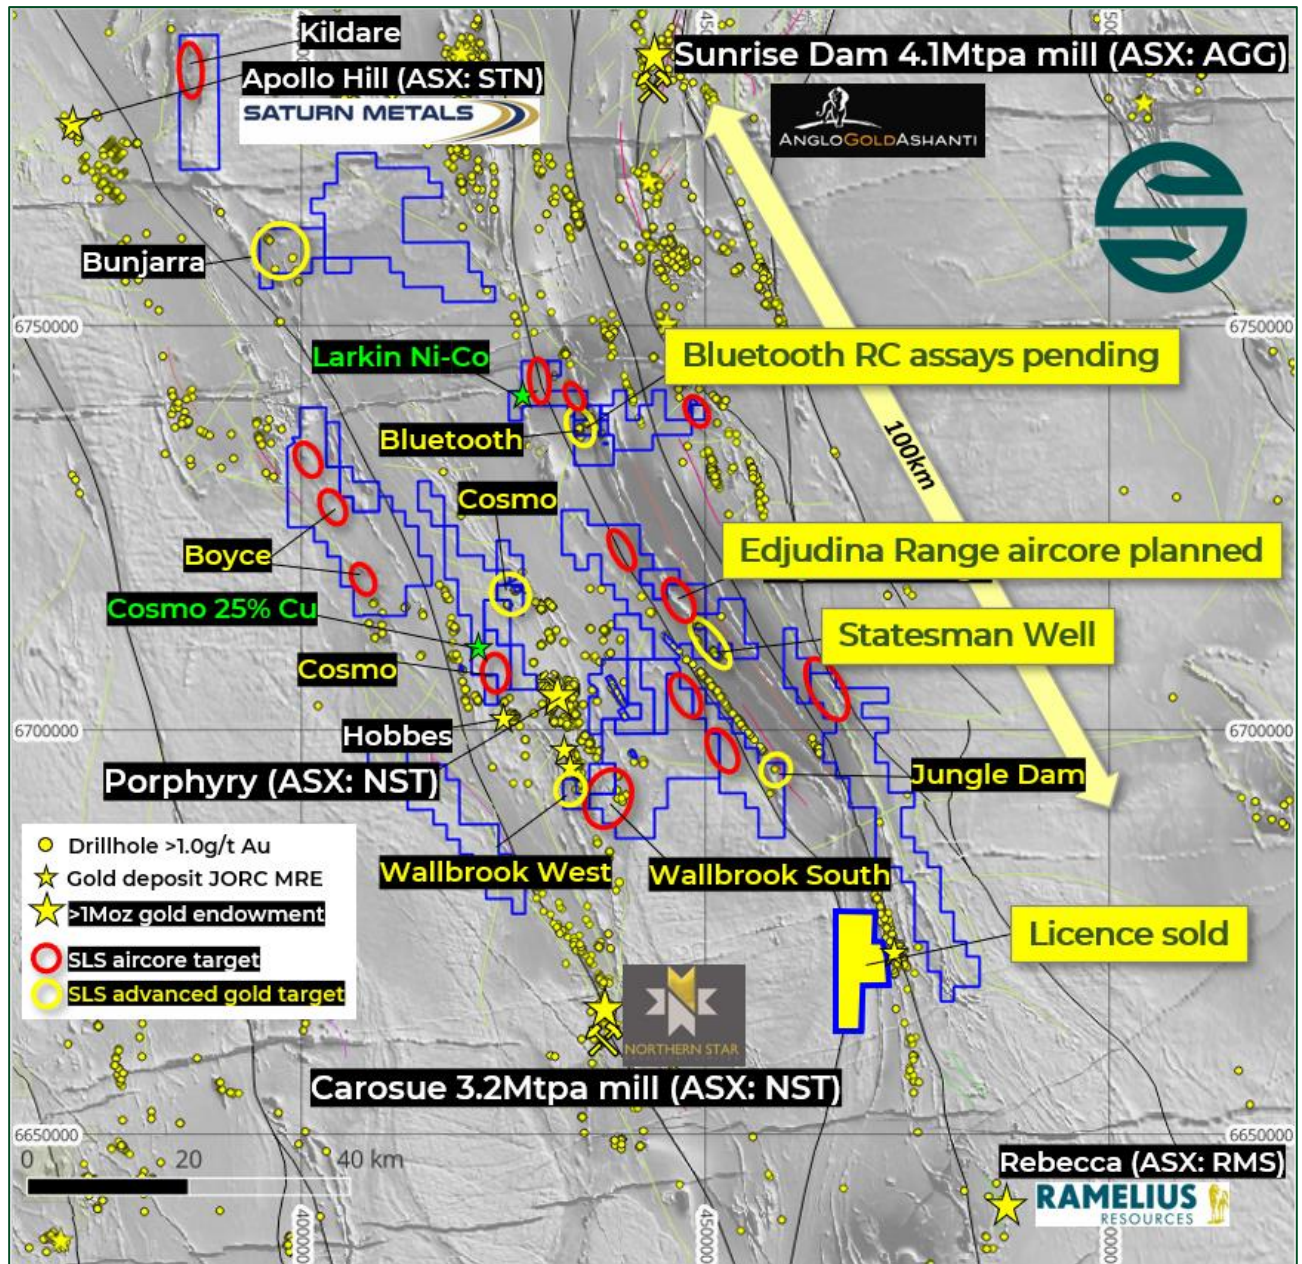 Kildare
Apollo Hill (ASX: STN)
SATURN METALS
Sunrise Dam 4.1Mtpa mill (ASX: AGG)
ANGLOGOLDASHANTI
Bunjarra
6750000
6750000
Larkin Ni-Co
Bluetooth RC assays pending
Bluetooth
100km
Cosmo
Boyce
Edjudina Range aircore planned
Cosmo 25% Cu
Statesman Well
Cosmo
Hobbes
6700000
6700000
Porphyry (ASX: NST)
Jungle Dam
Drillhole >1.0g/t Au
Gold deposit JORC MRE
>1Moz gold endowment
SLS aircore target
SLS advanced gold target
Wallbrook West
Wallbrook South
Licence sold
NORTHERN STAR
Carosue 3.2Mtpa mill (ASX: NST)
6650000
6650000
0
20
40 km
Rebecca (ASX: RMS)
RAMELIUS
RESOURCES
400000
450000